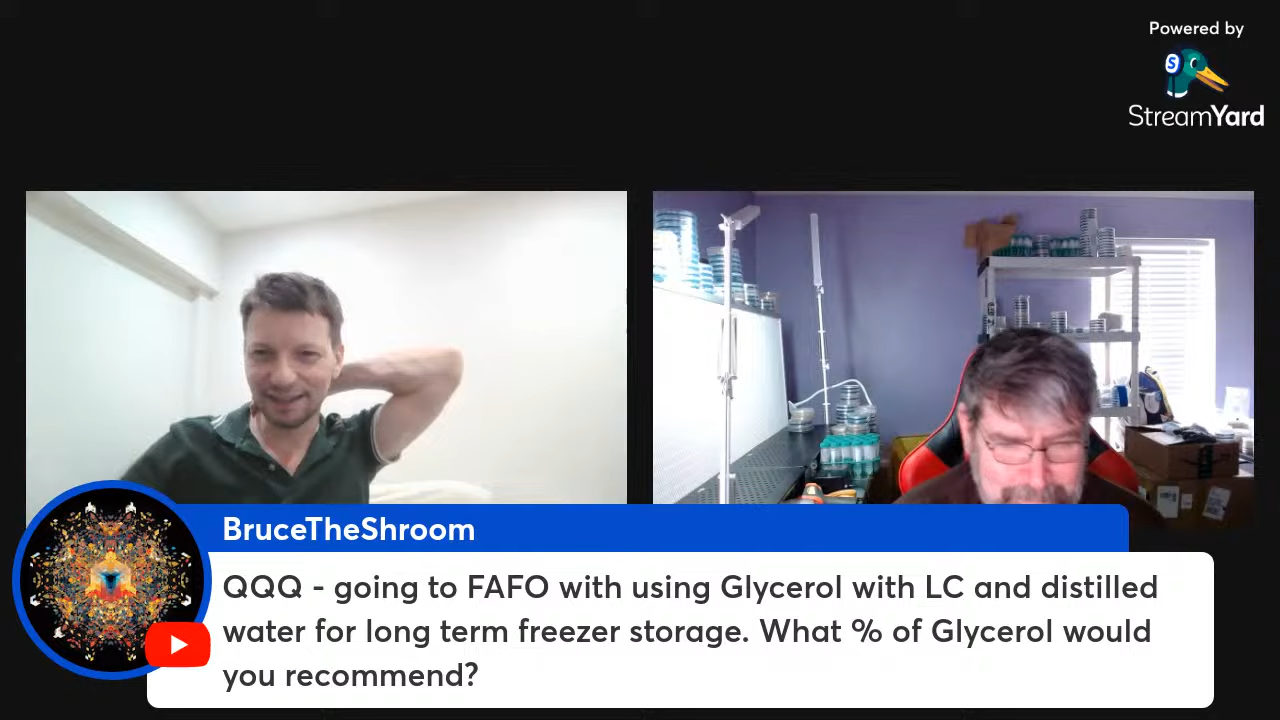 Powered by
StreamYard
BruceTheShroom
QQQ - going to FAFO with using Glycerol with LC and distilled
water for long term freezer storage. What % of Glycerol would
you recommend?